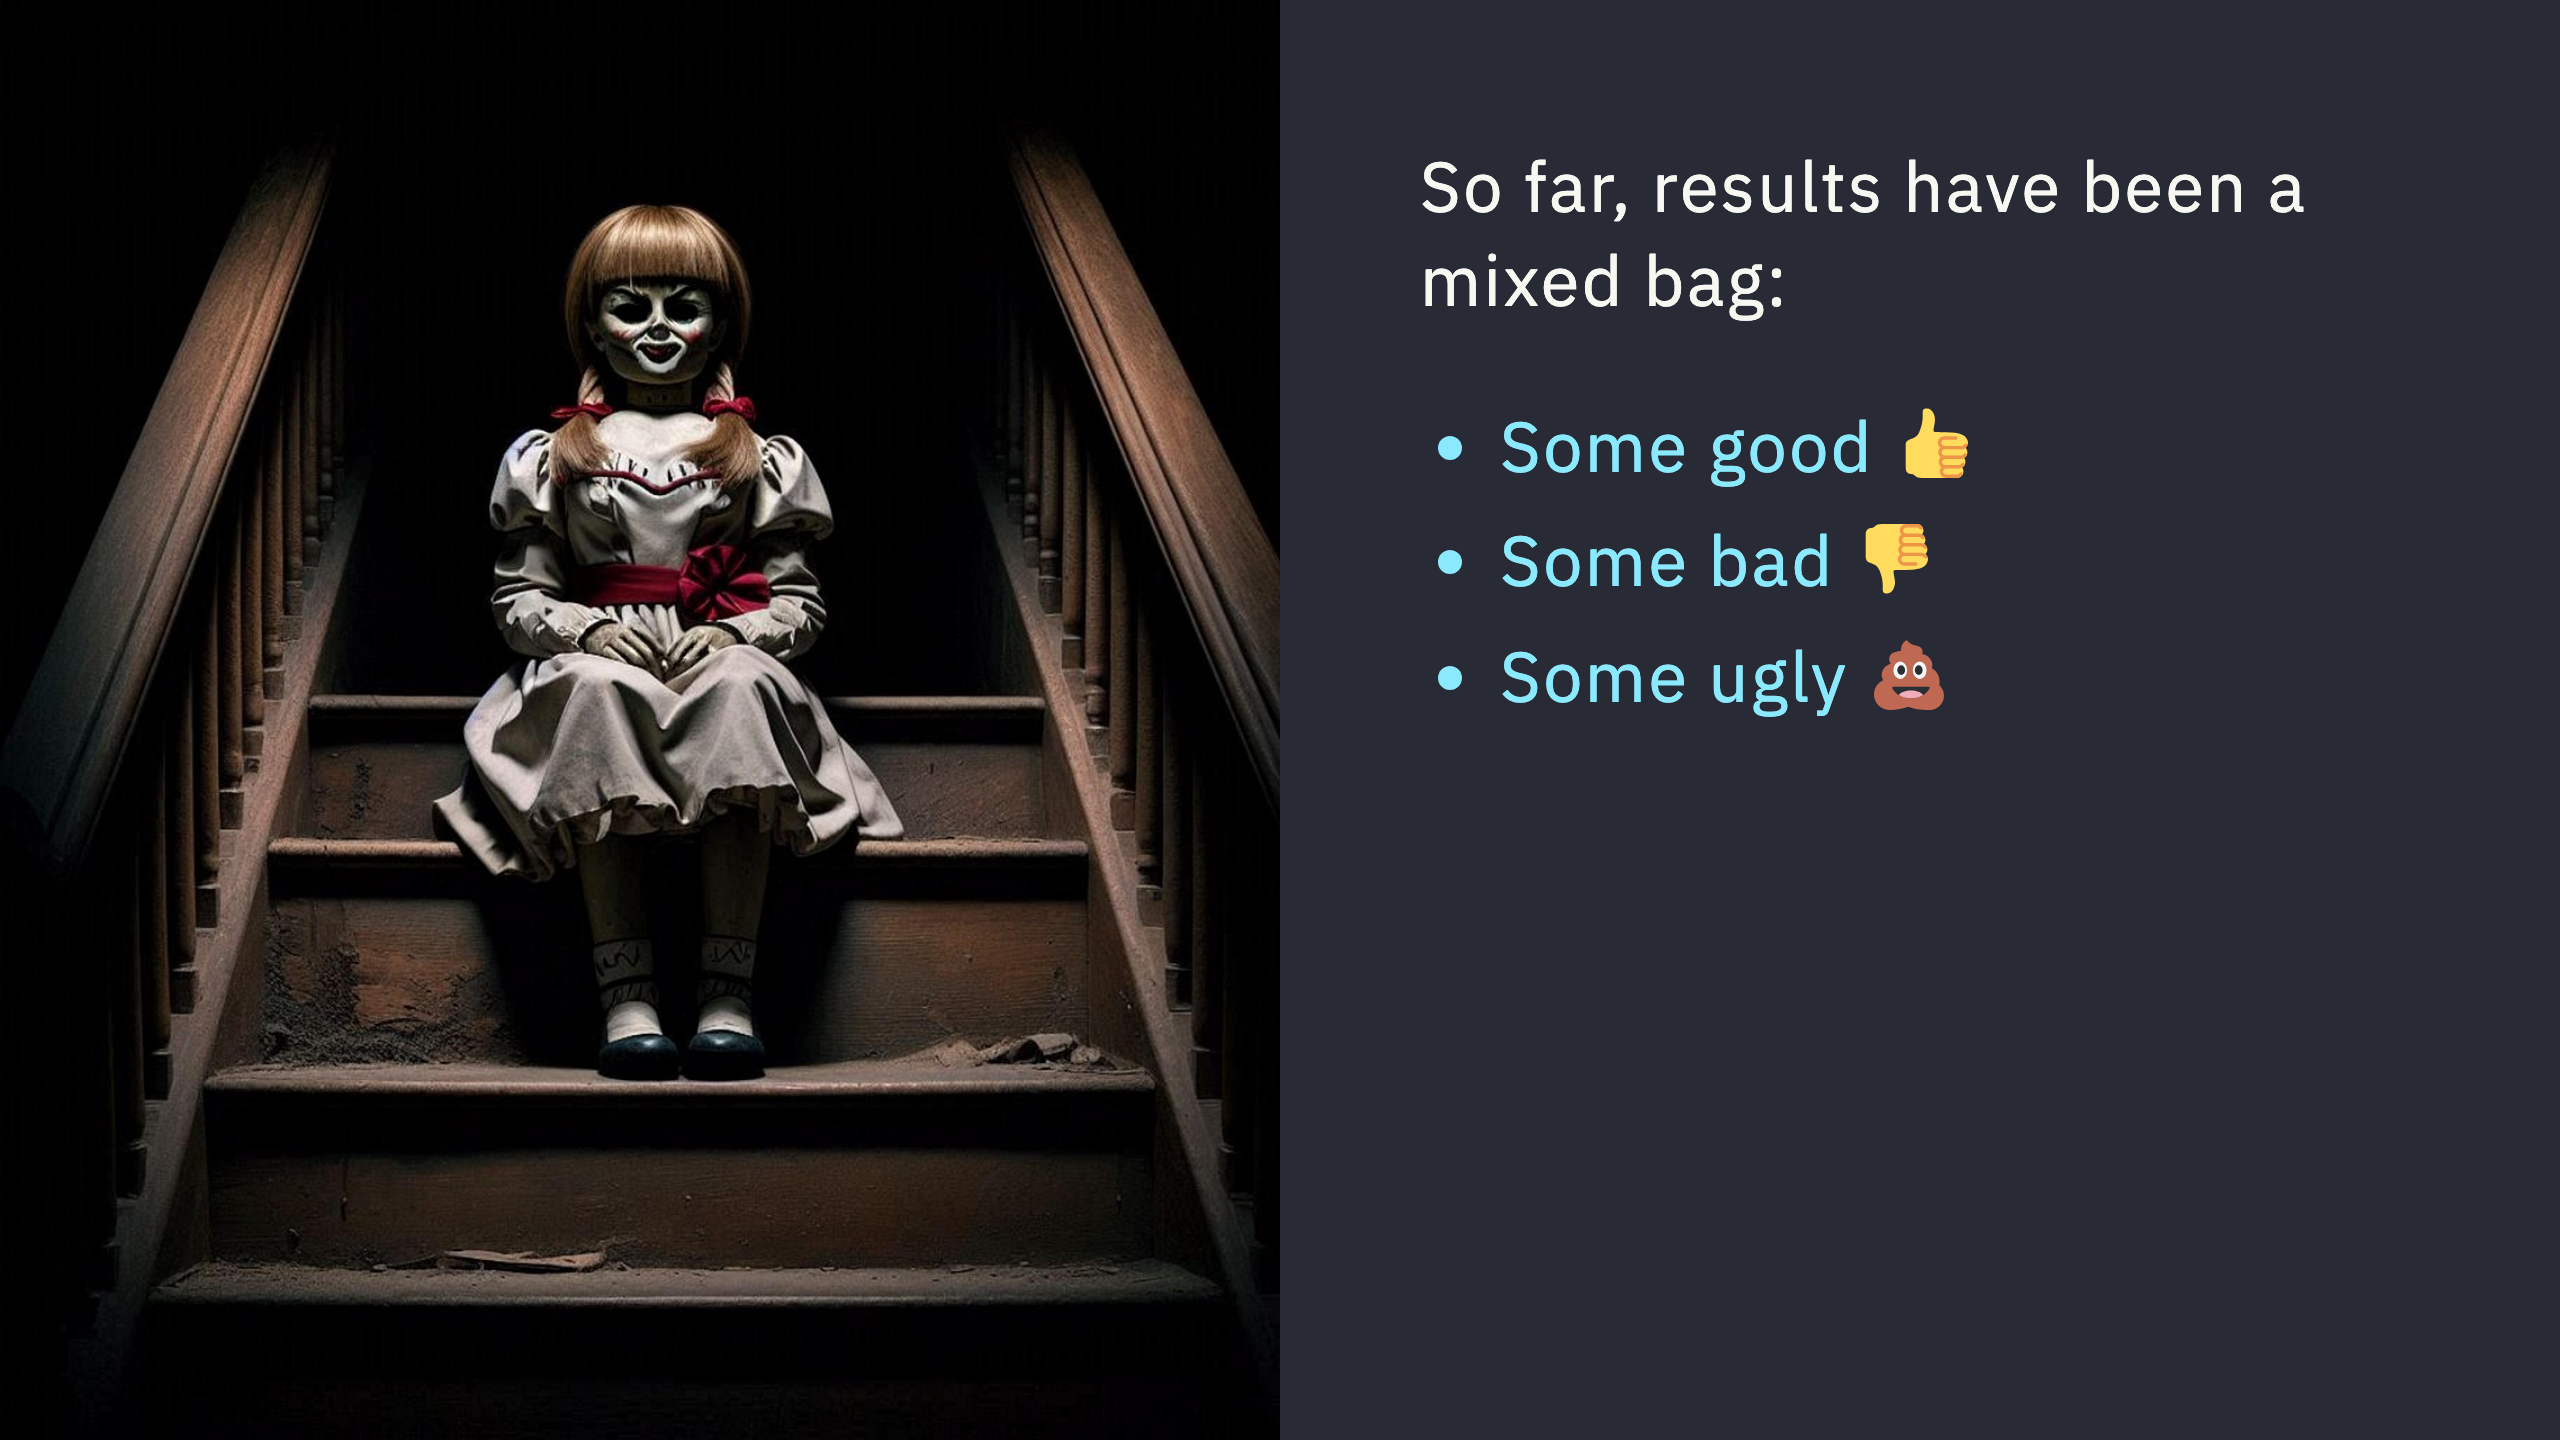 So far, results have been a
mixed bag:
• Some good 👍
• Some bad 👎
• Some ugly 💩